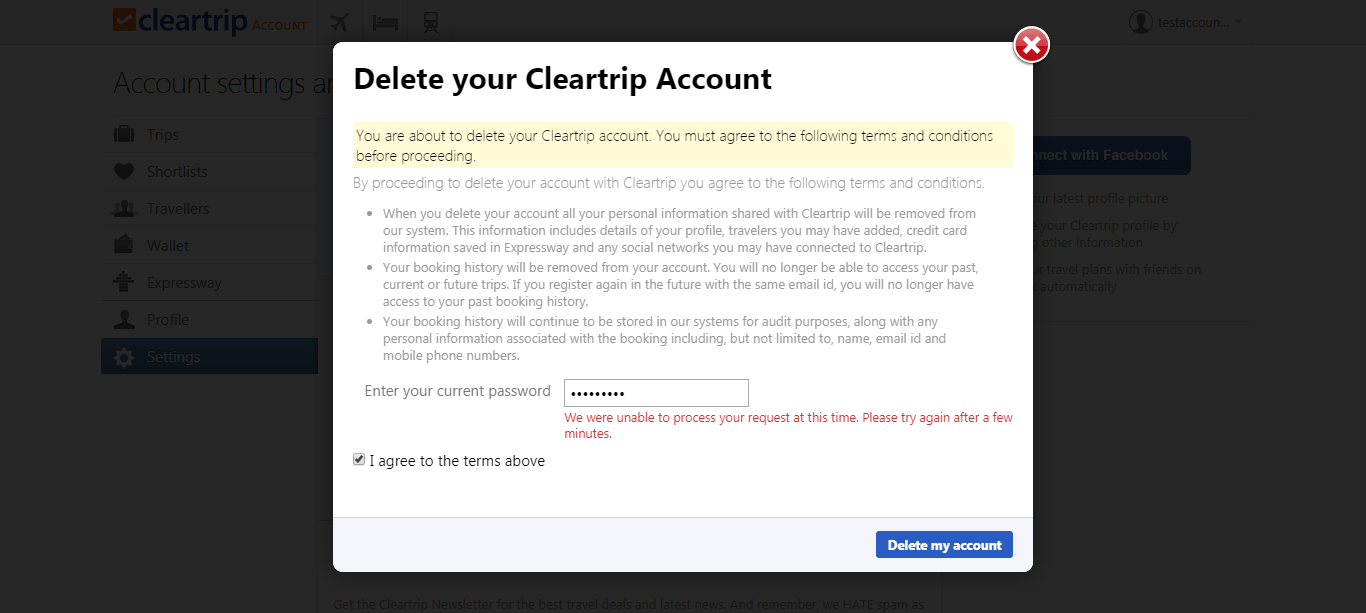 cleartrip ACCOUNT
testaccoun...
Account settings
Trips
Shortlists
Travellers
Wallet
Expressway
Profile
Settings
Delete your Cleartrip Account
You are about to delete your Cleartrip account. You must agree to the following terms and conditions
before proceeding.
By proceeding to delete your account with Cleartrip you agree to the following terms and conditions.
When you delete your account all your personal information shared with Cleartrip will be removed from
our system. This information includes details of your profile, travelers you may have added, credit card
information saved in Expressway and any social networks you may have connected to Cleartrip.
Your booking history will be removed from your account. You will no longer be able to access your past,
current or future trips. If you register again in the future with the same email id, you will no longer have
access to your past booking history.
Your booking history will continue to be stored in our systems for audit purposes, along with any
personal information associated with the booking including, but not limited to, name, email id and
mobile phone numbers.
Enter your current password
We were unable to process your request at this time. Please try again after a few
minutes.
I agree to the terms above
Delete my account
with Facebook
latest profile picture
your Cleartrip profile by
other information
travel plans with friends on
automatically
Get the Cleartrip Newsletter for the best travel deals and latest news. And remember, we HATE spam as